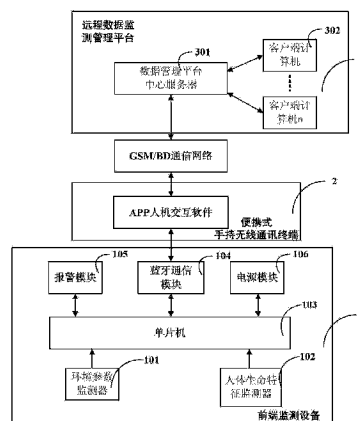 远程数据监
测管理平台
301
302
数据管理平台
中心服务器
客户端计
算机
客户端计
算机n
GSM/BD通信网络
2
APP人机交互软件
便携式
手持无线通讯终端
105
104
106
报警模块
蓝牙通信
模块
电源模块
103
单片机
101
102
环境参数
监测器
人体生命特
征监测器
前端监测设备